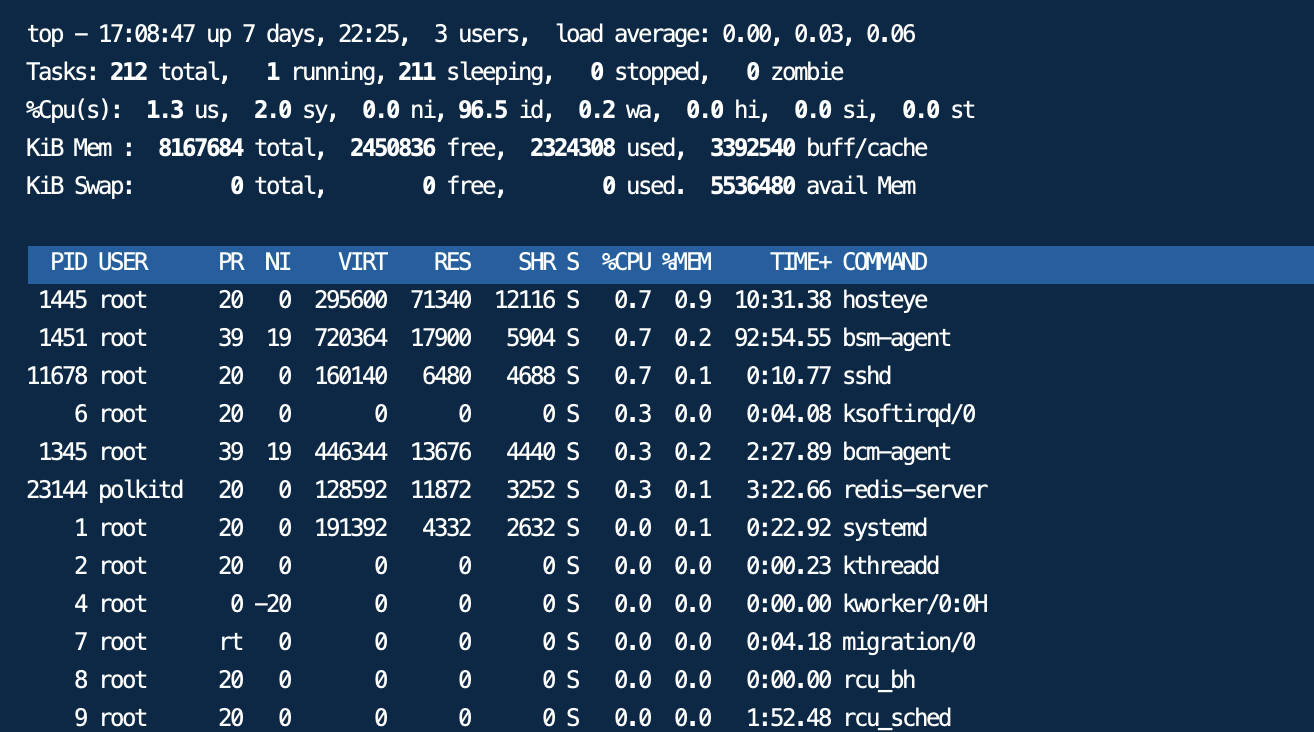 top - 17:08:47 up 7 days, 22:25,  3 users,  load average: 0.00, 0.03, 0.06
Tasks: 212 total,   1 running, 211 sleeping,   0 stopped,   0 zombie
%Cpu(s):  1.3 us,  2.0 sy,  0.0 ni, 96.5 id,  0.2 wa,  0.0 hi,  0.0 si,  0.0 st
KiB Mem :  8167684 total,  2450836 free,  2324308 used,  3392540 buff/cache
KiB Swap:        0 total,        0 free,        0 used.  5536480 avail Mem
  PID USER      PR  NI    VIRT    RES    SHR S  %CPU %MEM     TIME+ COMMAND
 1445 root      20   0  295600  71340  12116 S   0.7  0.9  10:31.38 hosteye
 1451 root      39  19  720364  17900   5904 S   0.7  0.2  92:54.55 bsm-agent
11678 root      20   0  160140   6480   4688 S   0.7  0.1   0:10.77 sshd
    6 root      20   0       0      0      0 S   0.3  0.0   0:04.08 ksoftirqd/0
 1345 root      39  19  446344  13676   4440 S   0.3  0.2   2:27.89 bcm-agent
23144 polkitd   20   0  128592  11872   3252 S   0.3  0.1   3:22.66 redis-server
    1 root      20   0  191392   4332   2632 S   0.0  0.1   0:22.92 systemd
    2 root      20   0       0      0      0 S   0.0  0.0   0:00.23 kthreadd
    4 root       0 -20       0      0      0 S   0.0  0.0   0:00.00 kworker/0:0H
    7 root      rt   0       0      0      0 S   0.0  0.0   0:04.18 migration/0
    8 root      20   0       0      0      0 S   0.0  0.0   0:00.00 rcu_bh
    9 root      20   0       0      0      0 S   0.0  0.0   1:52.48 rcu_sched